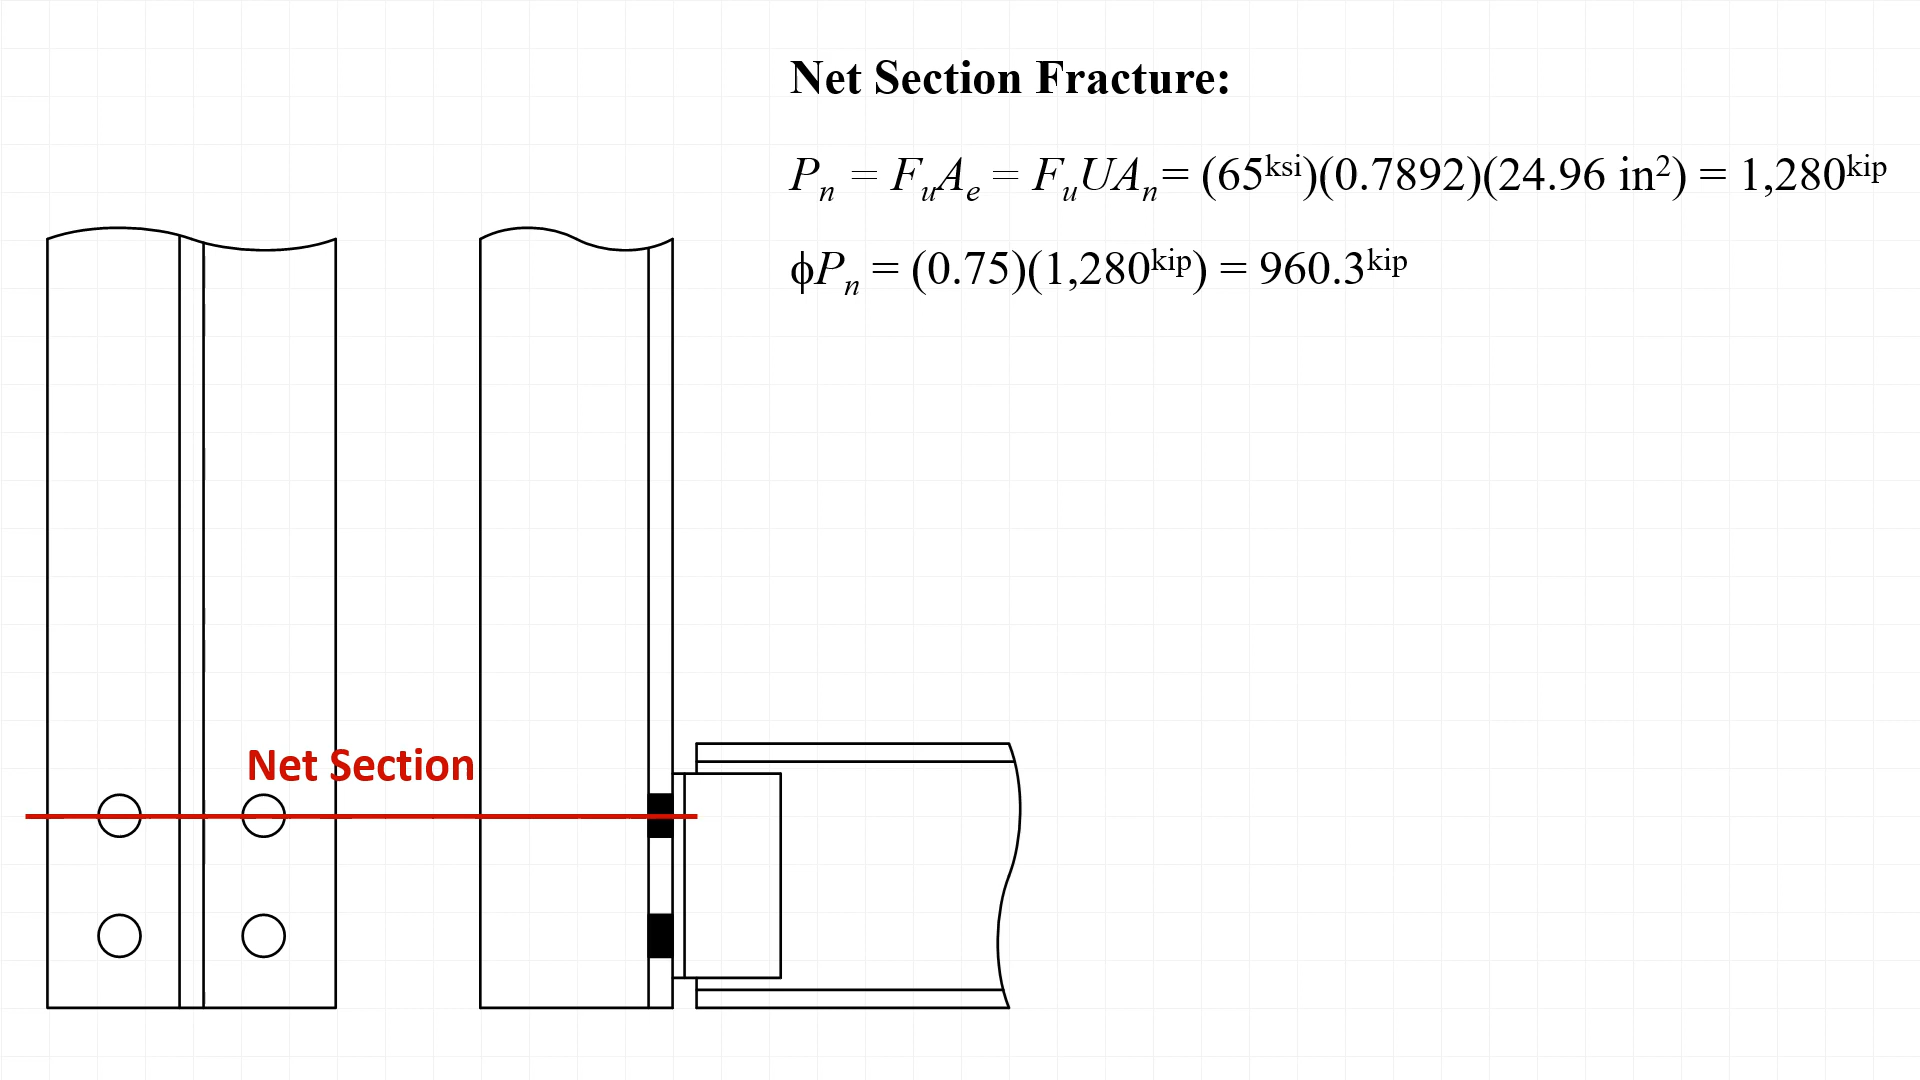 Net Section Fracture:
Pₙ = FᵤAₑ = FᵤUAₙ= (65ᵏˢⁱ)(0.7892)(24.96 in²) = 1,280ᵏⁱᵖ
ϕPₙ = (0.75)(1,280ᵏⁱᵖ) = 960.3ᵏⁱᵖ
Net Section